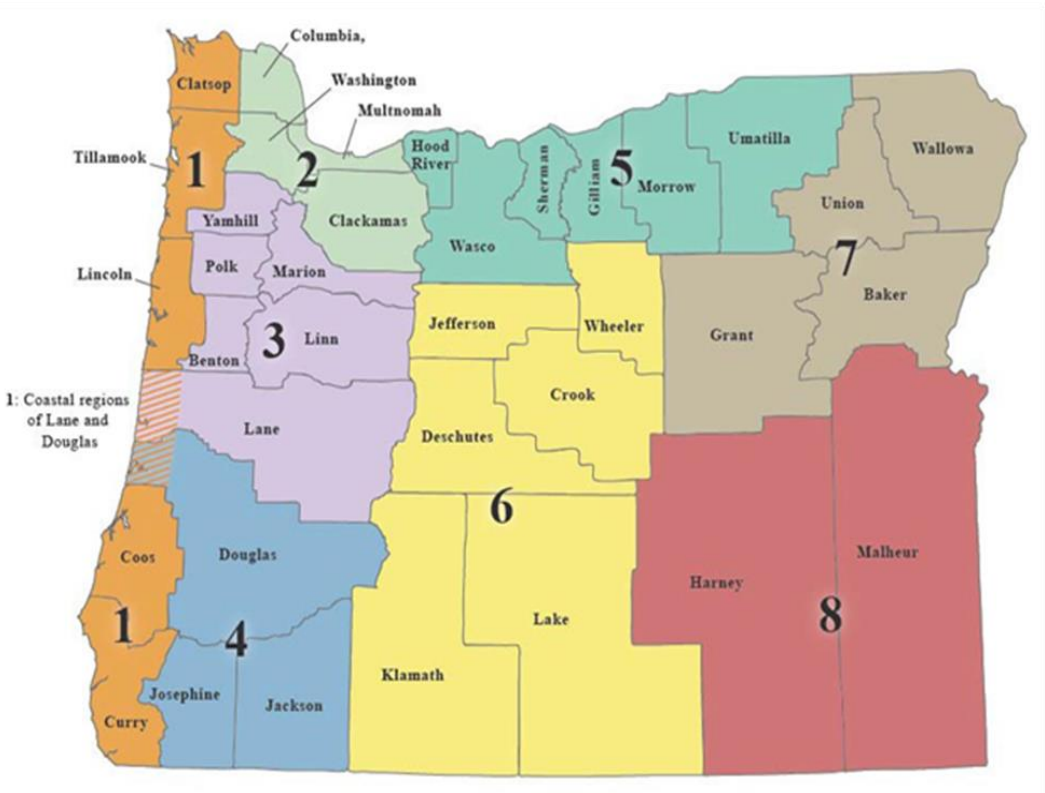 Columbia,
Washington
Multnomah
Clatsop
Tillamook
1
2
Hood
River
Sherman
Gilliam
5
Morrow
Umatilla
Wallowa
Union
Yamhill
Clackamas
Wasco
7
Lincoln
Polk
Marion
Baker
Jefferson
Wheeler
Grant
Benton
3
Linn
1: Coastal regions
of Lane and
Douglas
Lane
Crook
Deschutes
6
Coos
Douglas
Malheur
Harney
1
4
Lake
8
Klamath
Josephine
Jackson
Curry